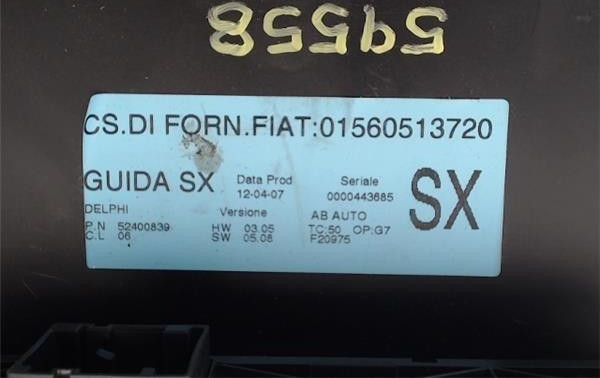 CS.DI FORN.FIAT:01560513720
GUIDA SX Data Prod Seriale SX
12-04-07 0000443685
DELPHI Versione AB AUTO
P.N 52400839 HW 03.05 TC:50 OP:G7
C.L 06 SW 05.08 F20975